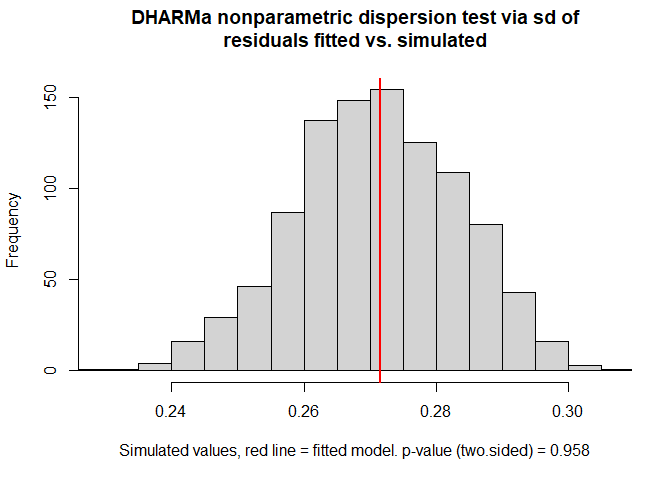 DHARMa nonparametric dispersion test via sd of
residuals fitted vs. simulated
150
100
50
0
Frequency
0.24 0.26 0.28 0.30
Simulated values, red line = fitted model. p-value (two.sided) = 0.958